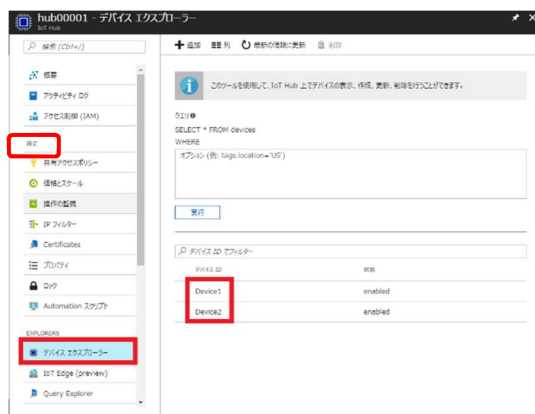 hub00001 - デバイス エクスプローラー
IoT Hub
検索 (Ctrl+/)
概要
アクティビティ ログ
アクセス制御 (IAM)
設定
共有アクセスポリシー
価格とスケール
操作の監視
IP フィルター
Certificates
プロパティ
ロック
Automation スクリプト
EXPLORERS
デバイス エクスプローラー
IoT Edge (preview)
Query Explorer
追加 列 最新の情報に更新 削除
このツールを使用して、IoT Hub 上でデバイスの表示、作成、更新、削除を行うことができます。
クエリ
SELECT * FROM devices
WHERE
オプション (例: tags.location='US')
実行
デバイス ID でフィルター
デバイス ID 状態
Device1 enabled
Device2 enabled